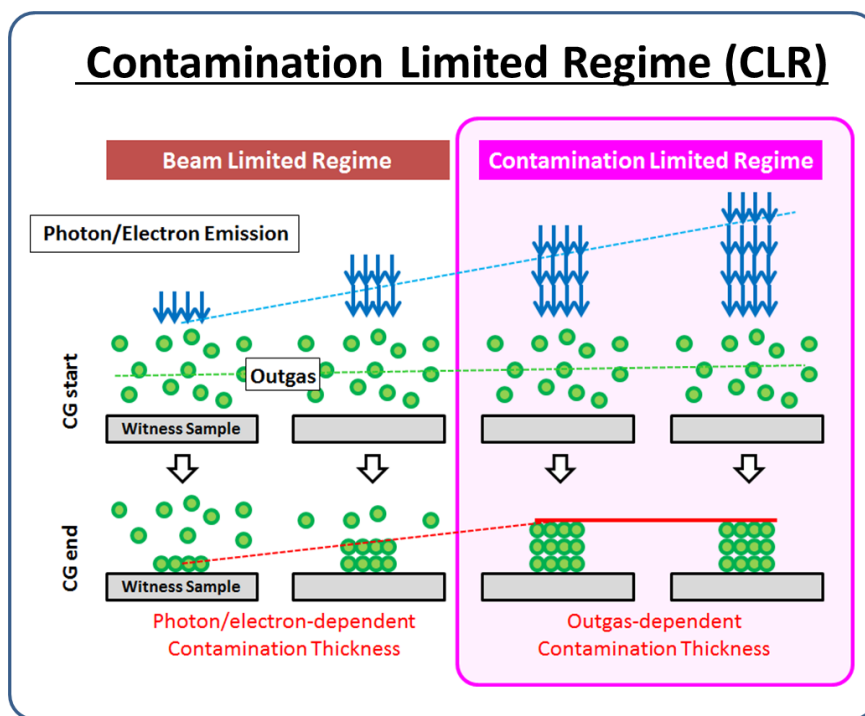 Contamination Limited Regime (CLR)
Beam Limited Regime
Contamination Limited Regime
Photon/Electron Emission
CG start
Outgas
Witness Sample
CG end
Witness Sample
Photon/electron-dependent
Contamination Thickness
Outgas-dependent
Contamination Thickness